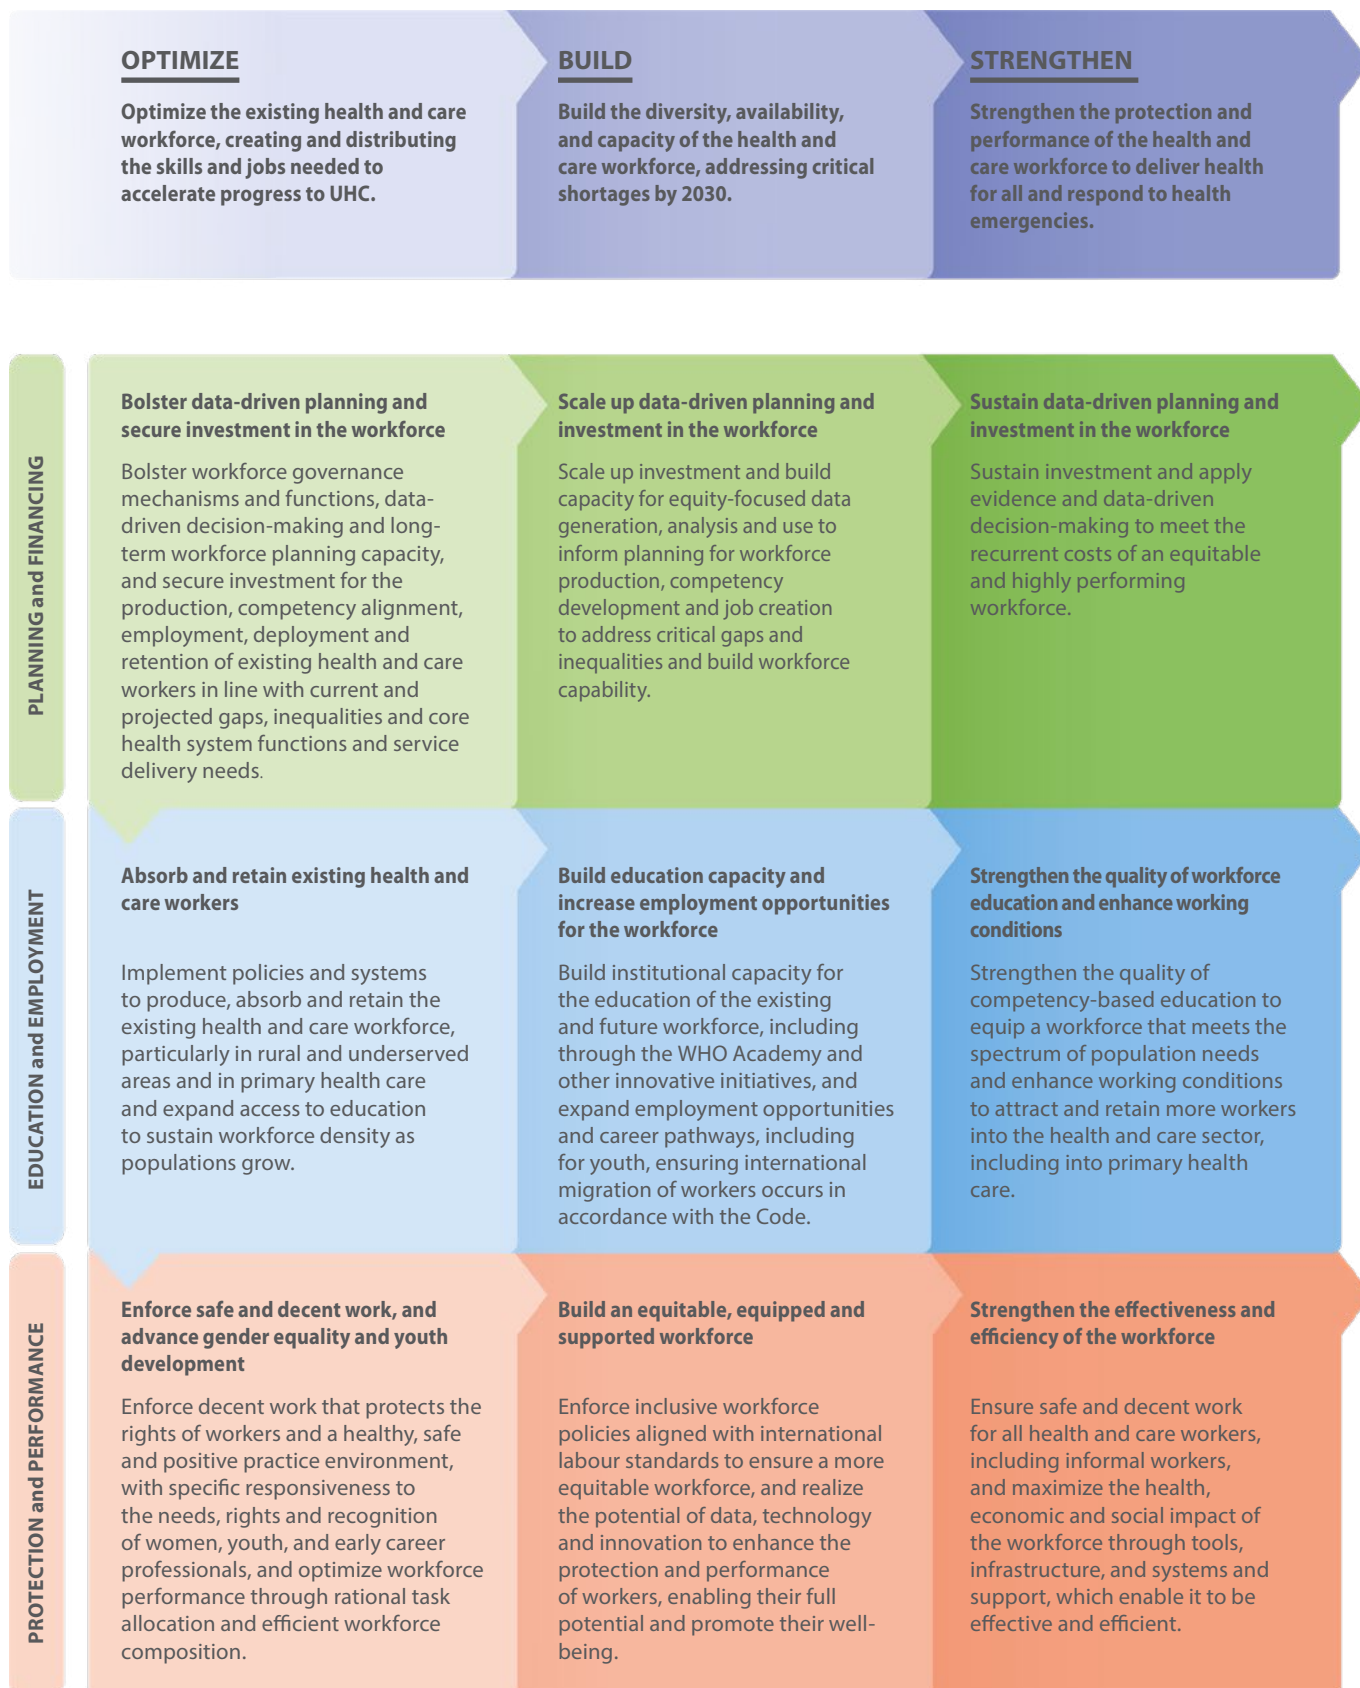 OPTIMIZE
Optimize the existing health and care
workforce, creating and distributing
the skills and jobs needed to
accelerate progress to UHC.
BUILD
Build the diversity, availability,
and capacity of the health and
care workforce, addressing critical
shortages by 2030.
STRENGTHEN
Strengthen the protection and
performance of the health and
care workforce to deliver health
for all and respond to health
emergencies.
PLANNING and FINANCING
Bolster data-driven planning and
secure investment in the workforce
Bolster workforce governance
mechanisms and functions, data-
driven decision-making and long-
term workforce planning capacity,
and secure investment for the
production, competency alignment,
employment, deployment and
retention of existing health and care
workers in line with current and
projected gaps, inequalities and core
health system functions and service
delivery needs.
Scale up data-driven planning and
investment in the workforce
Scale up investment and build
capacity for equity-focused data
generation, analysis and use to
inform planning for workforce
production, competency
development and job creation
to address critical gaps and
inequalities and build workforce
capability.
Sustain data-driven planning and
investment in the workforce
Sustain investment and apply
evidence and data-driven
decision-making to meet the
recurrent costs of an equitable
and highly performing
workforce.
EDUCATION and EMPLOYMENT
Absorb and retain existing health and
care workers
Implement policies and systems
to produce, absorb and retain the
existing health and care workforce,
particularly in rural and underserved
areas and in primary health care
and expand access to education
to sustain workforce density as
populations grow.
Build education capacity and
increase employment opportunities
for the workforce
Build institutional capacity for
the education of the existing
and future workforce, including
through the WHO Academy and
other innovative initiatives, and
expand employment opportunities
and career pathways, including
for youth, ensuring international
migration of workers occurs in
accordance with the Code.
Strengthen the quality of workforce
education and enhance working
conditions
Strengthen the quality of
competency-based education to
equip a workforce that meets the
spectrum of population needs
and enhance working conditions
to attract and retain more workers
into the health and care sector,
including into primary health
care.
PROTECTION and PERFORMANCE
Enforce safe and decent work, and
advance gender equality and youth
development
Enforce decent work that protects the
rights of workers and a healthy, safe
and positive practice environment,
with specific responsiveness to
the needs, rights and recognition
of women, youth, and early career
professionals, and optimize workforce
performance through rational task
allocation and efficient workforce
composition.
Build an equitable, equipped and
supported workforce
Enforce inclusive workforce
policies aligned with international
labour standards to ensure a more
equitable workforce, and realize
the potential of data, technology
and innovation to enhance the
protection and performance
of workers, enabling their full
potential and promote their well-
being.
Strengthen the effectiveness and
efficiency of the workforce
Ensure safe and decent work
for all health and care workers,
including informal workers,
and maximize the health,
economic and social impact of
the workforce through tools,
infrastructure, and systems and
support, which enable it to be
effective and efficient.